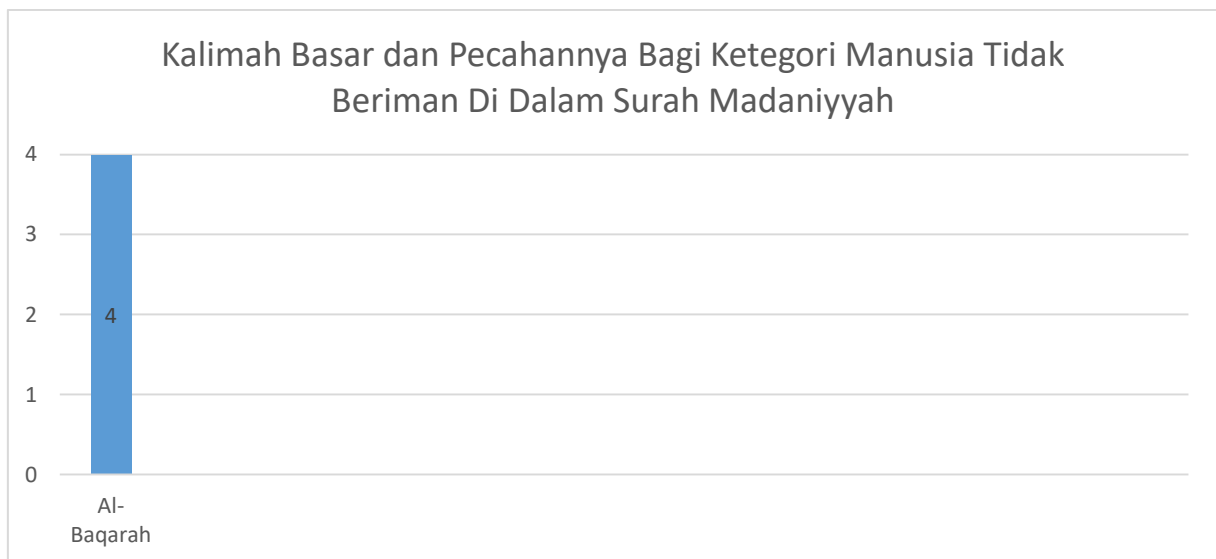 Kalimah Basar dan Pecahannya Bagi Ketegori Manusia Tidak
Beriman Di Dalam Surah Madaniyyah
4
3
2
1
0
4
Al-
Baqarah